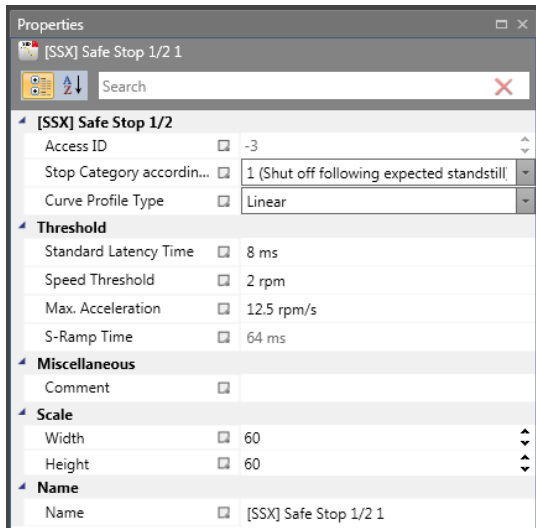 Properties
[SSX] Safe Stop 1/2 1
Search
[SSX] Safe Stop 1/2
Access ID -3
Stop Category accordin... 1 (Shut off following expected standstill)
Curve Profile Type Linear
Threshold
Standard Latency Time 8 ms
Speed Threshold 2 rpm
Max. Acceleration 12.5 rpm/s
S-Ramp Time 64 ms
Miscellaneous
Comment
Scale
Width 60
Height 60
Name
Name [SSX] Safe Stop 1/2 1